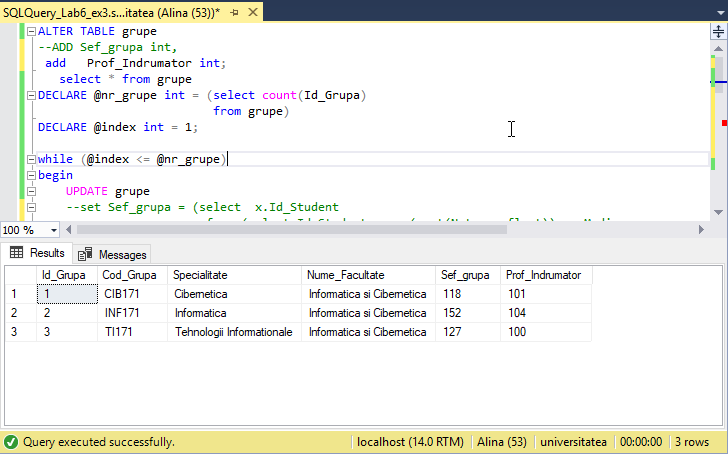 SQLQuery_Lab6_ex3.s...itatea (Alina (53))*
ALTER TABLE grupe
--ADD Sef_grupa int,
add Prof_Indrumator int;
select * from grupe
DECLARE @nr_grupe int = (select count(Id_Grupa)
from grupe)
DECLARE @index int = 1;
while (@index <= @nr_grupe)
begin
UPDATE grupe
--set Sef_grupa = (select x.Id_Student
100 %
Results Messages
Id_Grupa Cod_Grupa Specialitate Nume_Facultate Sef_grupa Prof_Indrumator
1 1 CIB171 Cibernetica Informatica si Cibernetica 118 101
2 2 INF171 Informatica Informatica si Cibernetica 152 104
3 3 TI171 Tehnologii Informationale Informatica si Cibernetica 127 100
Query executed successfully. localhost (14.0 RTM) Alina (53) universitatea 00:00:00 3 rows